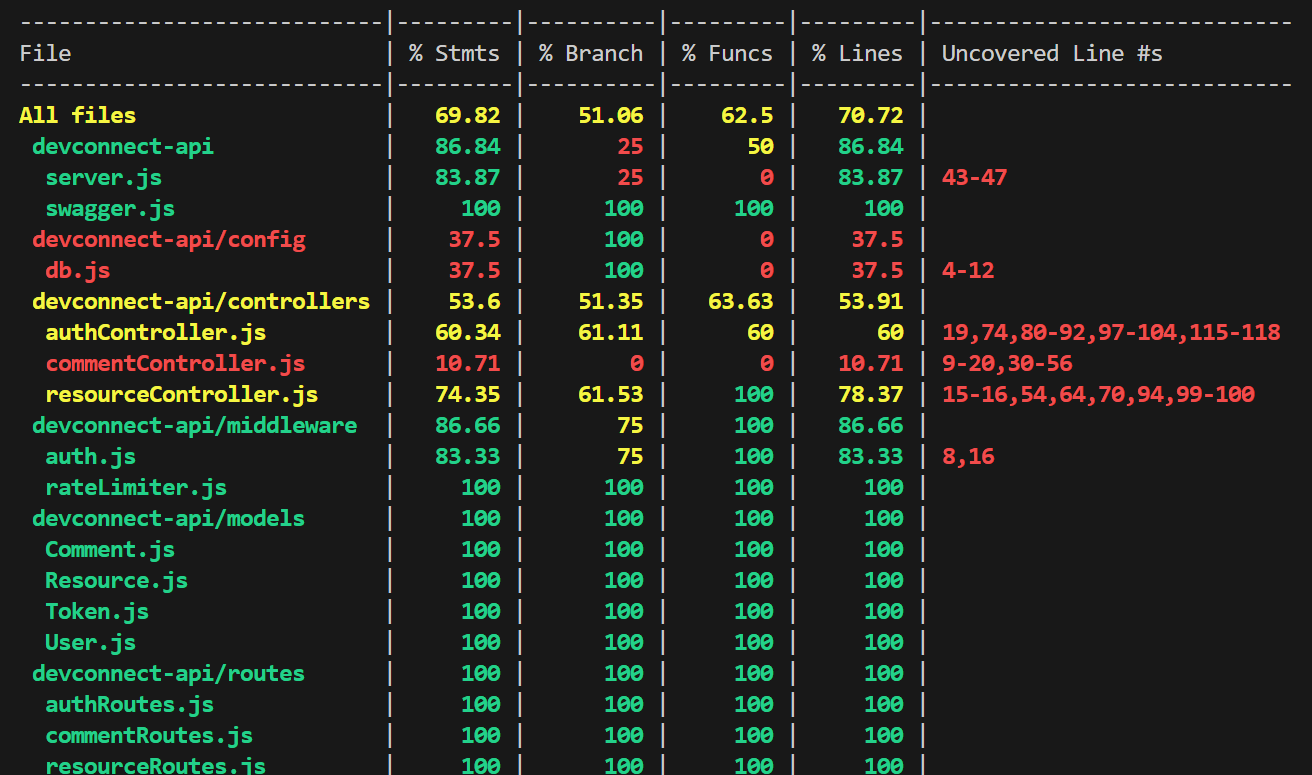 ----------------------------|---------|----------|---------|---------|----------------------------
File                        | % Stmts | % Branch | % Funcs | % Lines | Uncovered Line #s
----------------------------|---------|----------|---------|---------|----------------------------
All files                   |   69.82 |    51.06 |    62.5 |   70.72 |
 devconnect-api             |   86.84 |       25 |      50 |   86.84 |
  server.js                 |   83.87 |       25 |       0 |   83.87 | 43-47
  swagger.js                |     100 |      100 |     100 |     100 |
 devconnect-api/config      |    37.5 |      100 |       0 |    37.5 |
  db.js                     |    37.5 |      100 |       0 |    37.5 | 4-12
 devconnect-api/controllers |    53.6 |    51.35 |   63.63 |   53.91 |
  authController.js         |   60.34 |    61.11 |      60 |      60 | 19,74,80-92,97-104,115-118
  commentController.js      |   10.71 |        0 |       0 |   10.71 | 9-20,30-56
  resourceController.js     |   74.35 |    61.53 |     100 |   78.37 | 15-16,54,64,70,94,99-100
 devconnect-api/middleware  |   86.66 |       75 |     100 |   86.66 |
  auth.js                   |   83.33 |       75 |     100 |   83.33 | 8,16
  rateLimiter.js            |     100 |      100 |     100 |     100 |
 devconnect-api/models      |     100 |      100 |     100 |     100 |
  Comment.js                |     100 |      100 |     100 |     100 |
  Resource.js               |     100 |      100 |     100 |     100 |
  Token.js                  |     100 |      100 |     100 |     100 |
  User.js                   |     100 |      100 |     100 |     100 |
 devconnect-api/routes      |     100 |      100 |     100 |     100 |
  authRoutes.js             |     100 |      100 |     100 |     100 |
  commentRoutes.js          |     100 |      100 |     100 |     100 |
  resourceRoutes.js         |     100 |      100 |     100 |     100 |